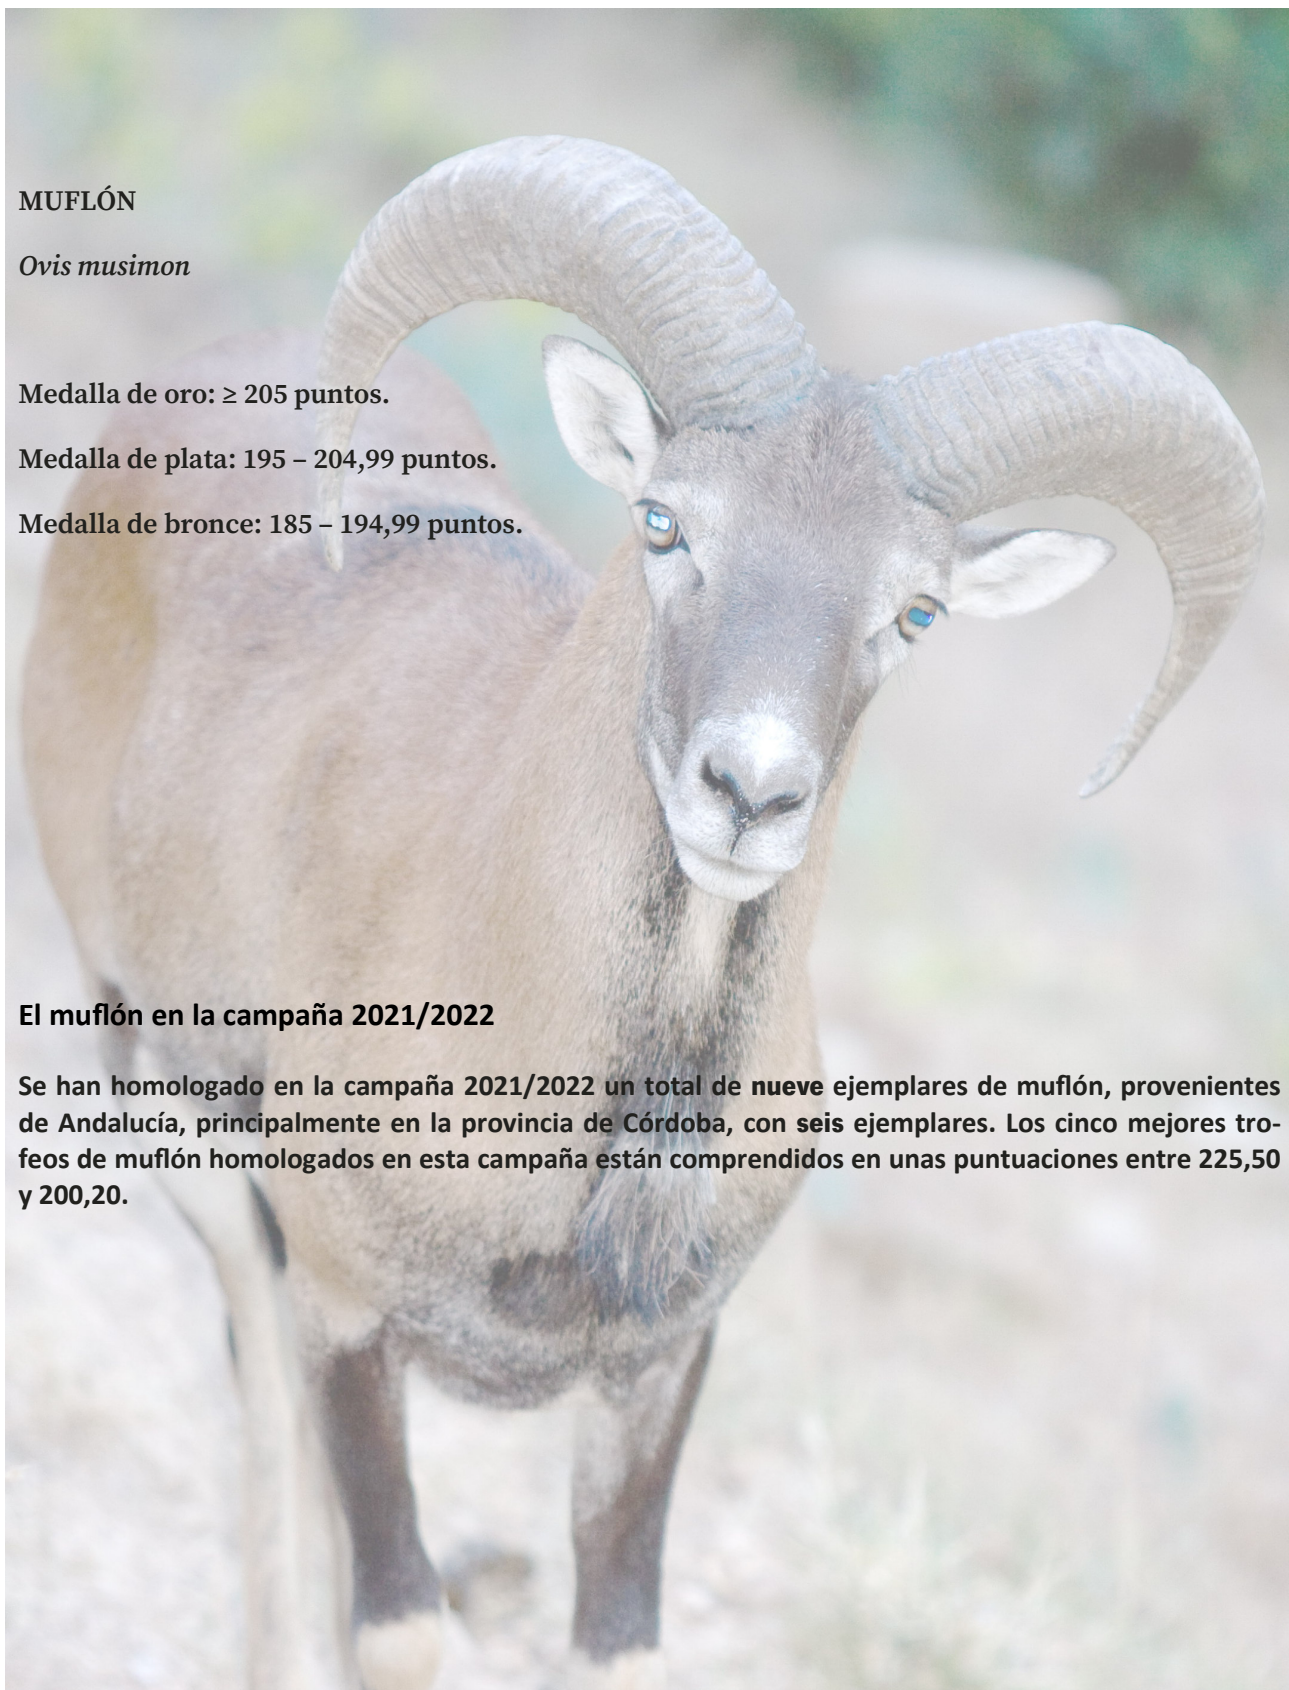 MUFLÓN
Ovis musimon
Medalla de oro: ≥ 205 puntos.
Medalla de plata: 195 – 204,99 puntos.
Medalla de bronce: 185 – 194,99 puntos.
El muflón en la campaña 2021/2022
Se han homologado en la campaña 2021/2022 un total de nueve ejemplares de muflón, provenientes
de Andalucía, principalmente en la provincia de Córdoba, con seis ejemplares. Los cinco mejores tro-
feos de muflón homologados en esta campaña están comprendidos en unas puntuaciones entre 225,50
y 200,20.